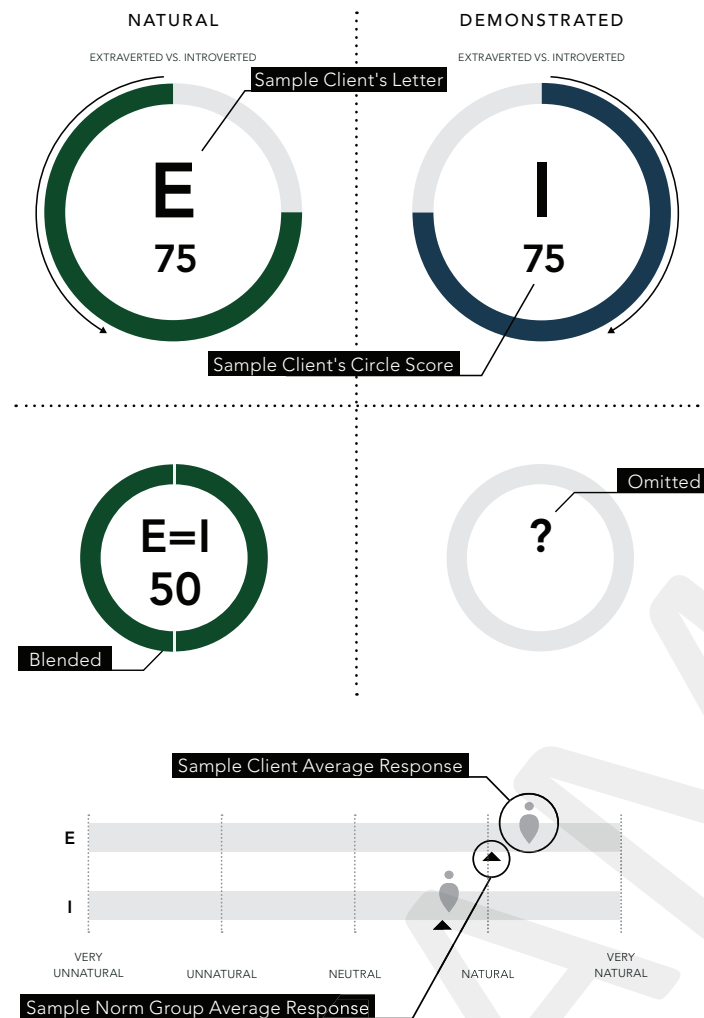 NATURAL
DEMONSTRATED
EXTRAVERTED VS. INTROVERTED
EXTRAVERTED VS. INTROVERTED
Sample Client's Letter
E
75
I
75
Sample Client's Circle Score
E=I
50
Blended
?
Omitted
Sample Client Average Response
E
I
VERY
UNNATURAL
UNNATURAL
NEUTRAL
NATURAL
VERY
NATURAL
Sample Norm Group Average Response